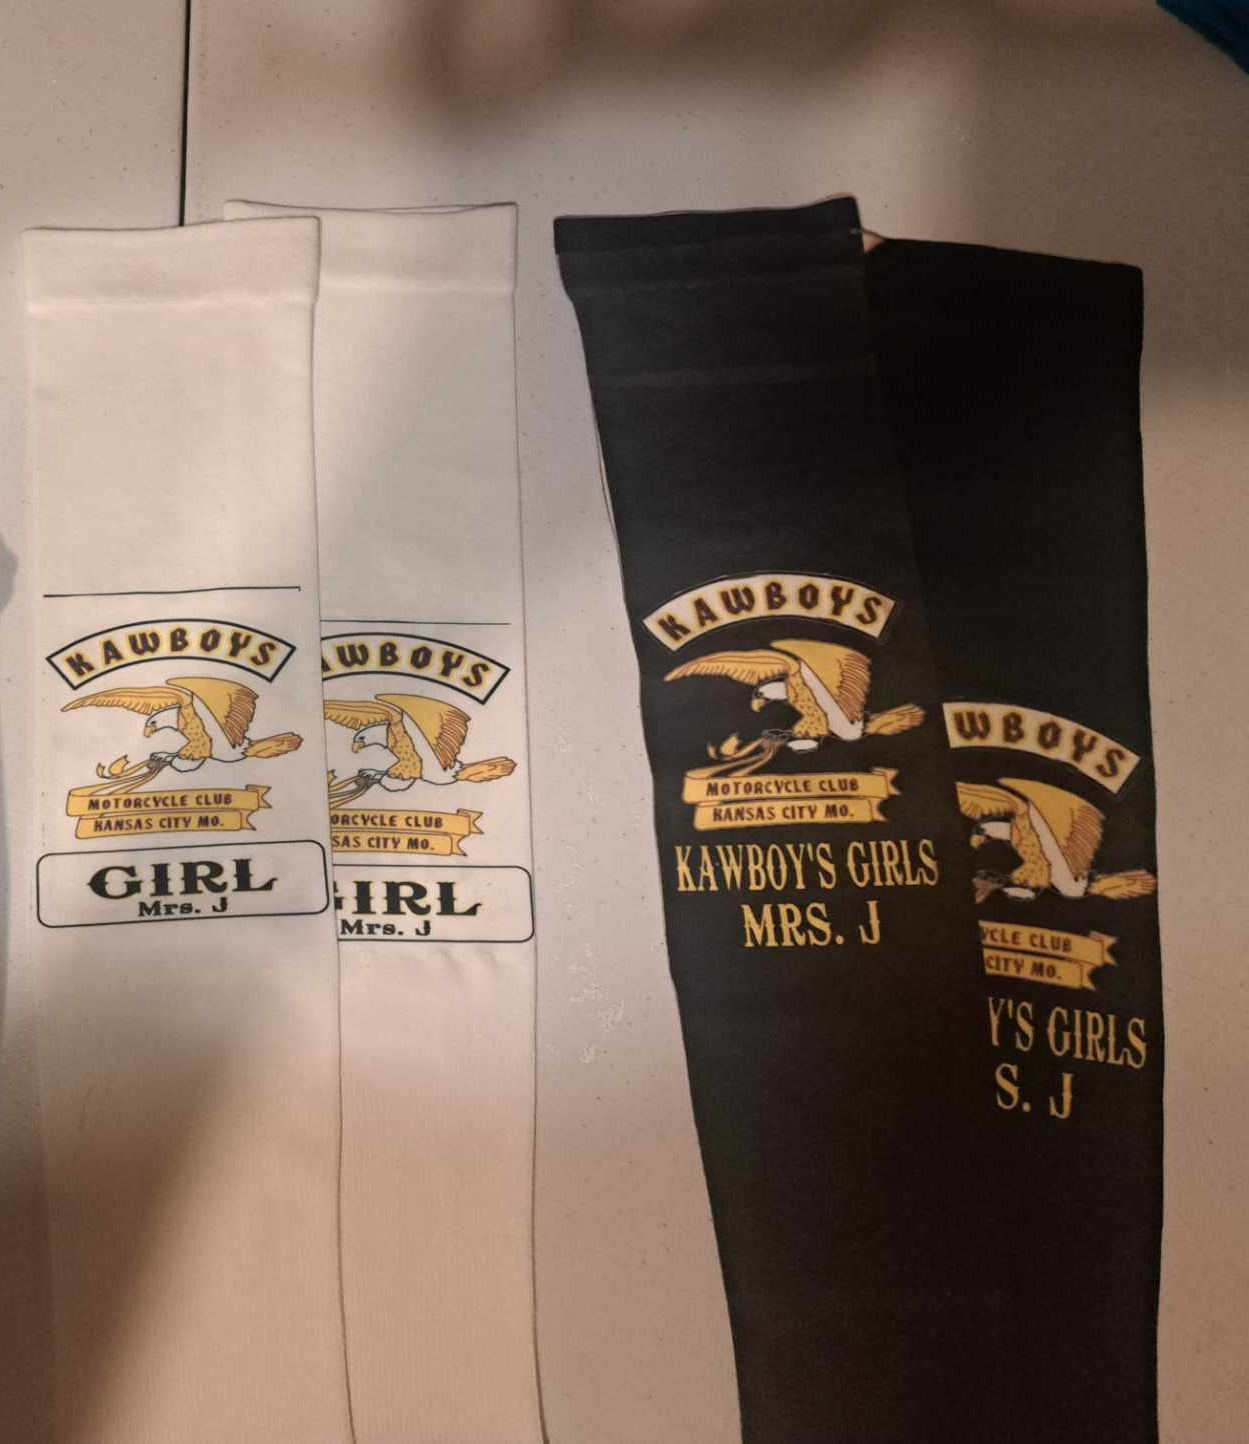 KAWBOYS
MOTORCYCLE CLUB
KANSAS CITY MO.
GIRL
Mrs. J
AWBOYS
ORCYCLE CLUB
SAS CITY MO.
GIRL
Mrs. J
KAWBOYS
MOTORCYCLE CLUB
KANSAS CITY MO.
KAWBOY'S GIRLS
MRS. J
WBOYS
YCLE CLUB
CITY MO.
Y'S GIRLS
S. J